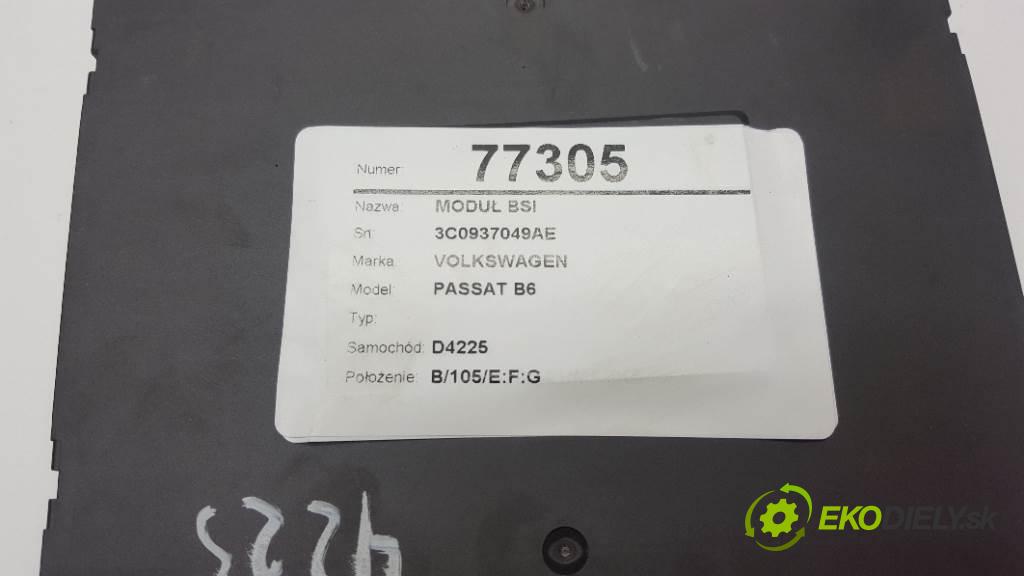 Numer: 77305
Nazwa: MODUŁ BSI
Sn: 3C0937049AE
Marka: VOLKSWAGEN
Model: PASSAT B6
Typ:
Samochód: D4225
Położenie: B/105/E:F:G
4225
EKODIELY.sk